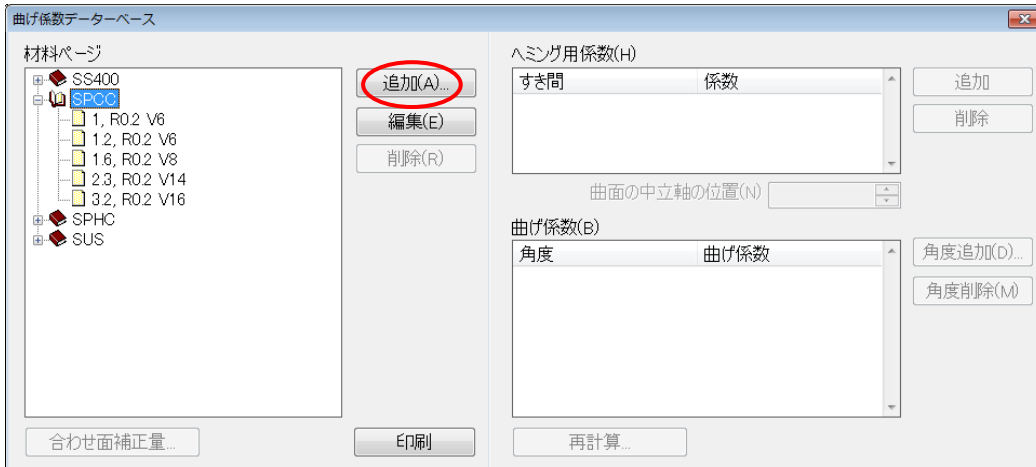 曲げ係数データーベース
材料ページ
SS400
SPCC
1, R0.2 V6
1.2, R0.2 V6
1.6, R0.2 V8
2.3, R0.2 V14
3.2, R0.2 V16
SPHC
SUS
追加(A)...
編集(E)
削除(R)
合わせ面補正量...
印刷
ヘミング用係数(H)
すき間 係数
追加
削除
曲面の中立軸の位置(N)
曲げ係数(B)
角度 曲げ係数
角度追加(D)...
角度削除(M)
再計算...